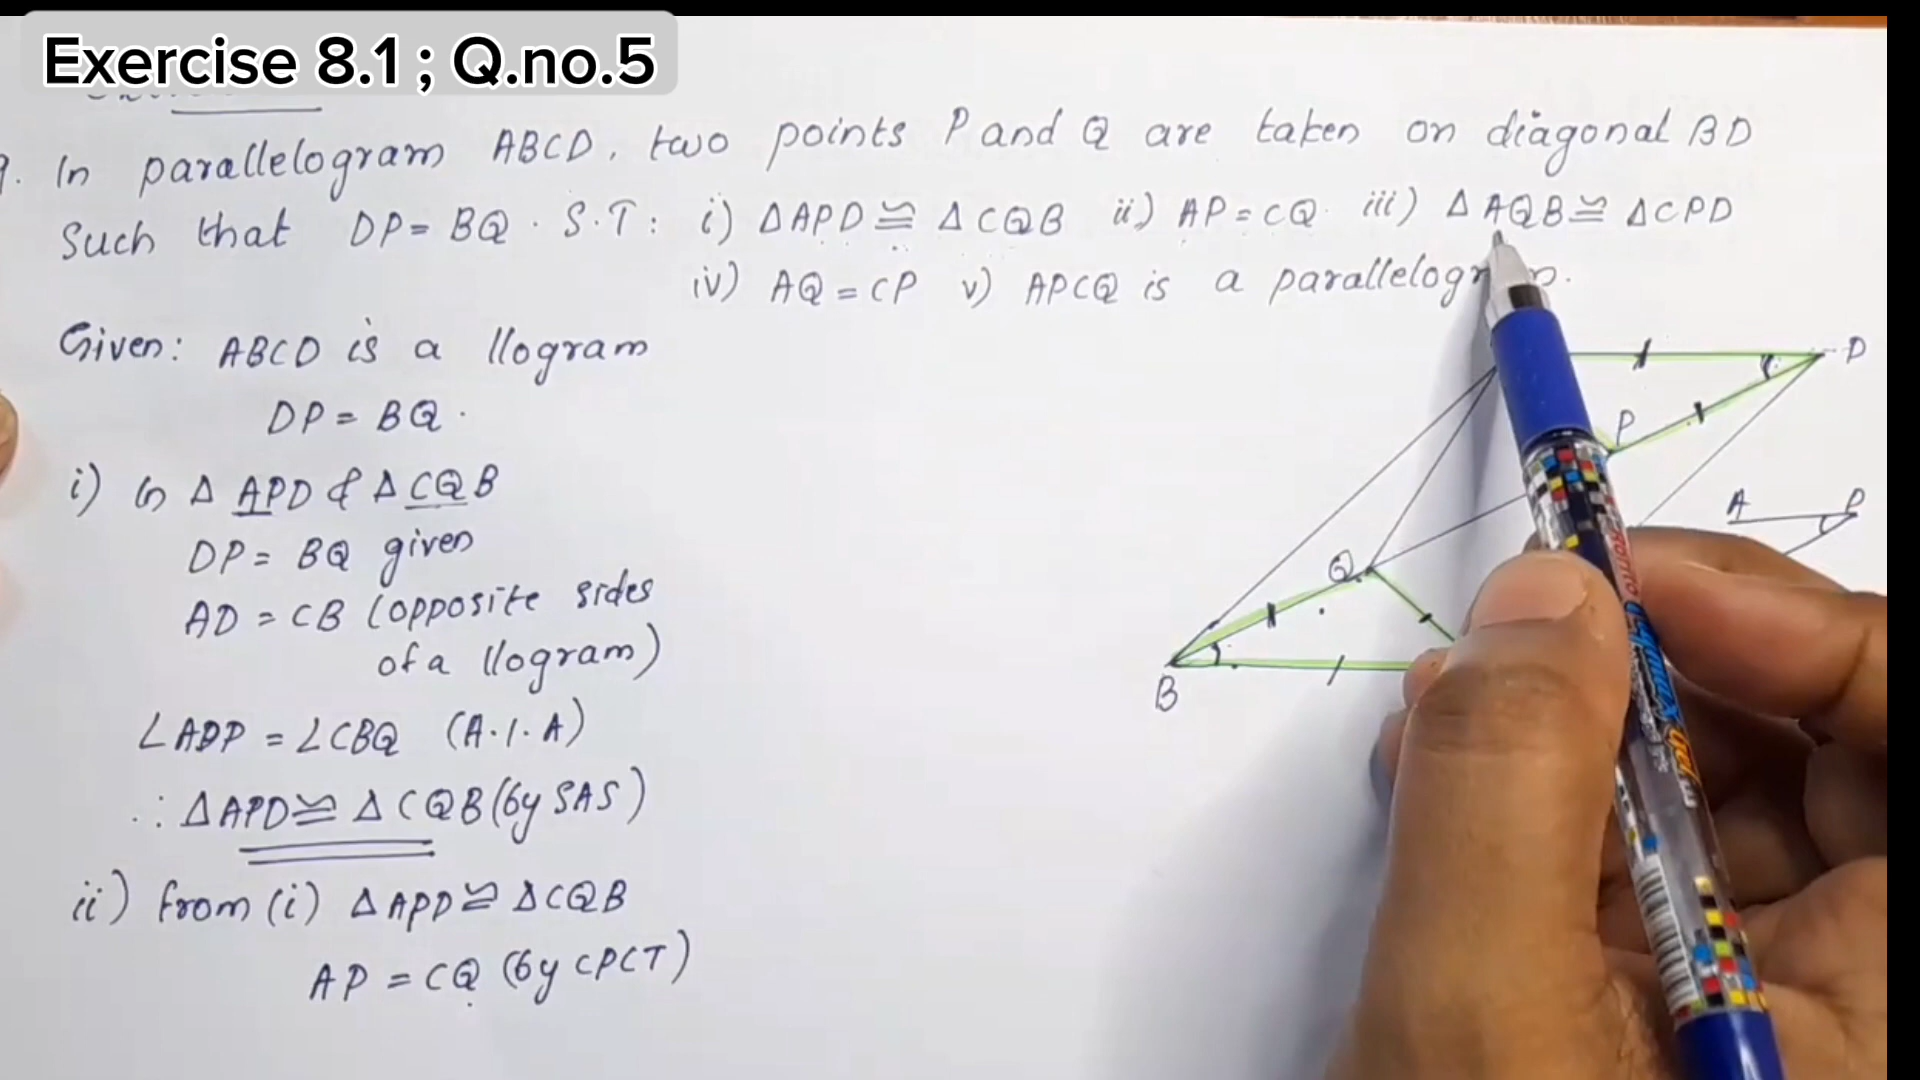 Exercise 8.1 ; Q.no.5
9. In parallelogram ABCD, two points P and Q are taken on diagonal BD
Such that DP = BQ . S.T : i) ΔAPD ≅ ΔCQB ii) AP = CQ iii) ΔAQB ≅ ΔCPD
iv) AQ = CP v) APCQ is a
Given: ABCD is a llogram
DP = BQ .
i) In Δ APD & Δ CQB
DP = BQ given
AD = CB (opposite sides
of a llogram)
∠ADP = ∠CBQ (A.I.A)
∴ ΔAPD ≅ ΔCQB (by SAS)
ii) from (i) ΔAPD ≅ ΔCQB
AP = CQ (by CPCT)
D
P
A
Q
B